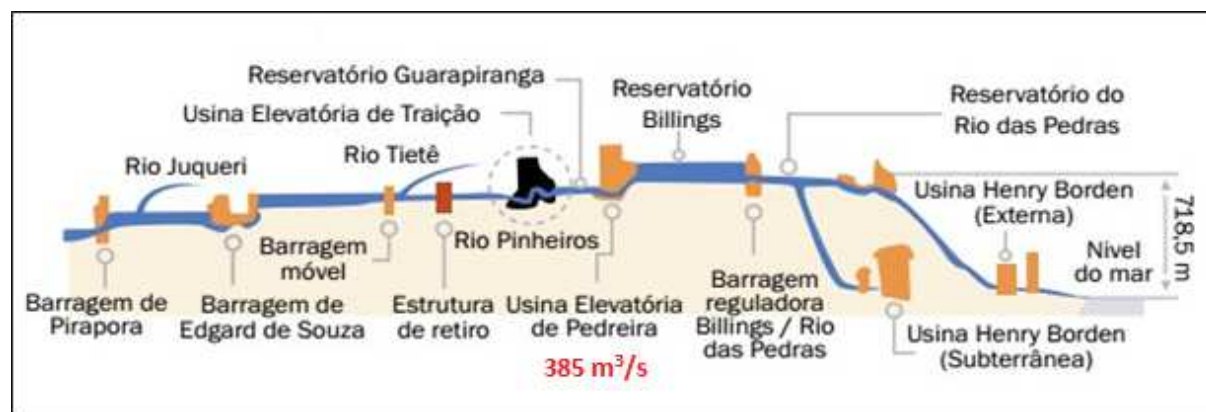 Reservatório Guarapiranga
Usina Elevatória de Traição
Rio Juqueri
Rio Tietê
Reservatório
Billings
Reservatório do
Rio das Pedras
Usina Henry Borden
(Externa)
718,5 m
Nivel
do mar
Rio Pinheiros
Barragem
móvel
Barragem de
Pirapora
Barragem de
Edgard de Souza
Estrutura
de retiro
Usina Elevatória
de Pedreira
Barragem
reguladora
Billings / Rio
das Pedras
Usina Henry Borden
(Subterrânea)
385 m³/s